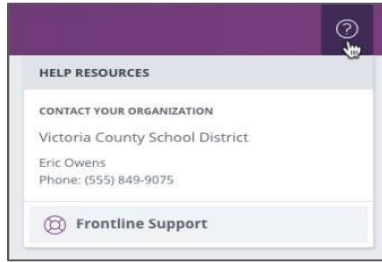 ?
HELP RESOURCES
CONTACT YOUR ORGANIZATION
Victoria County School District
Eric Owens
Phone: (555) 849-9075
Frontline Support